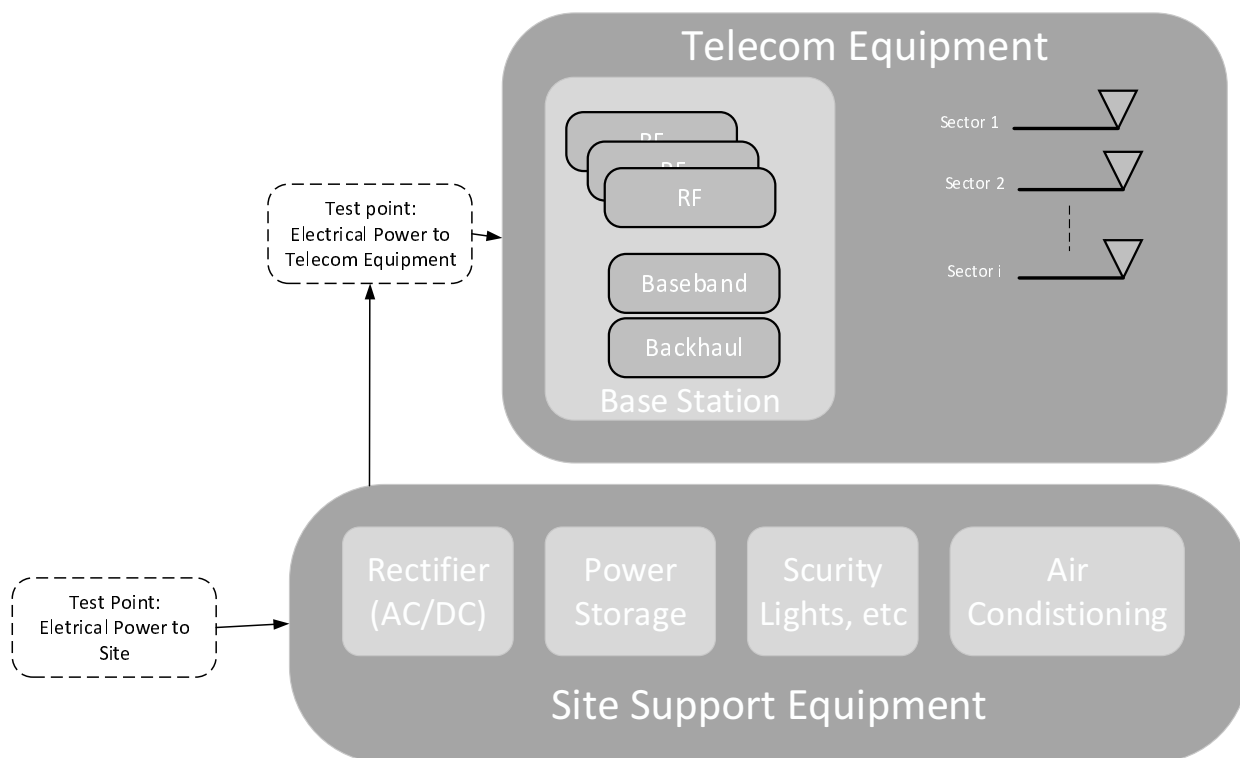 Telecom Equipment
RF
RF
RF
Baseband
Backhaul
Base Station
Sector 1
Sector 2
Sector i
Test point:
Electrical Power to
Telecom Equipment
Test Point:
Eletrical Power to
Site
Rectifier
(AC/DC)
Power
Storage
Scurity
Lights, etc
Air
Condistioning
Site Support Equipment